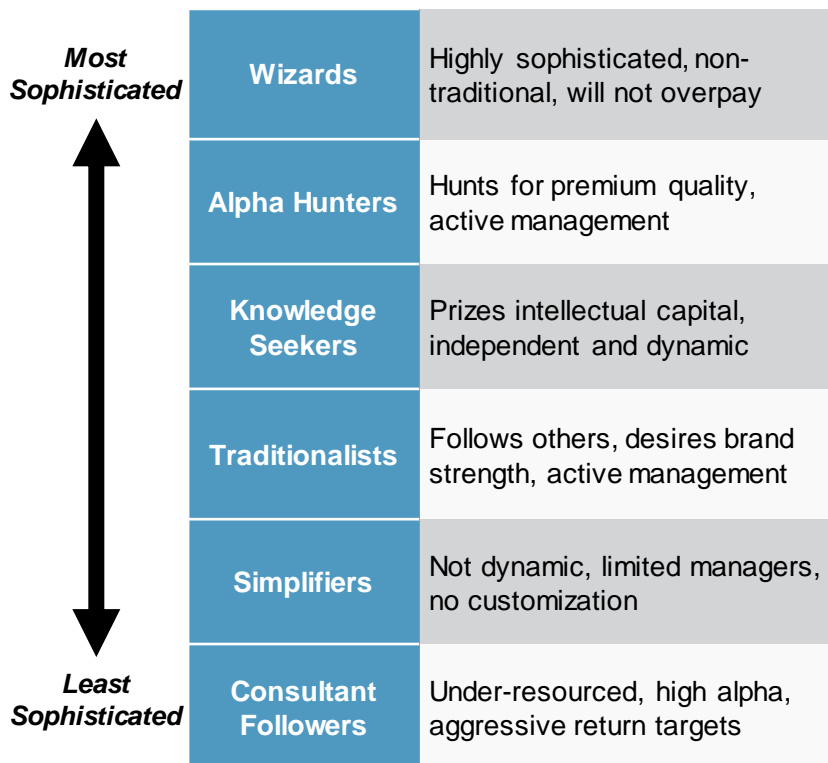 Most
Sophisticated
Wizards
Highly sophisticated, non-
traditional, will not overpay
Alpha Hunters
Hunts for premium quality,
active management
Knowledge
Seekers
Prizes intellectual capital,
independent and dynamic
Traditionalists
Follows others, desires brand
strength, active management
Simplifiers
Not dynamic, limited managers,
no customization
Least
Sophisticated
Consultant
Followers
Under-resourced, high alpha,
aggressive return targets